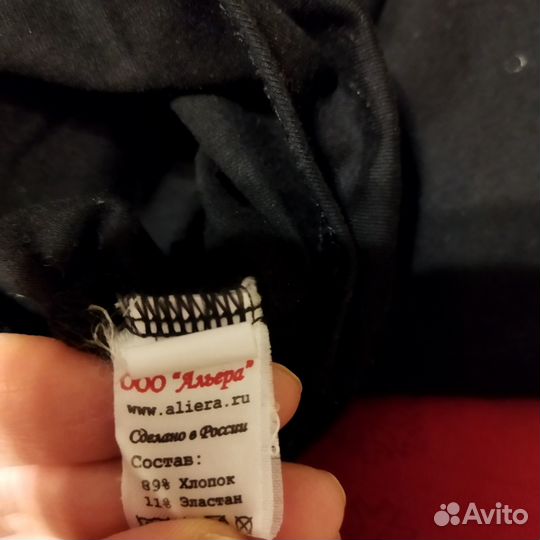 ООО "Альера"
www.aliera.ru
Сделано в России
Состав:
89% Хлопок
11% Эластан
Avito